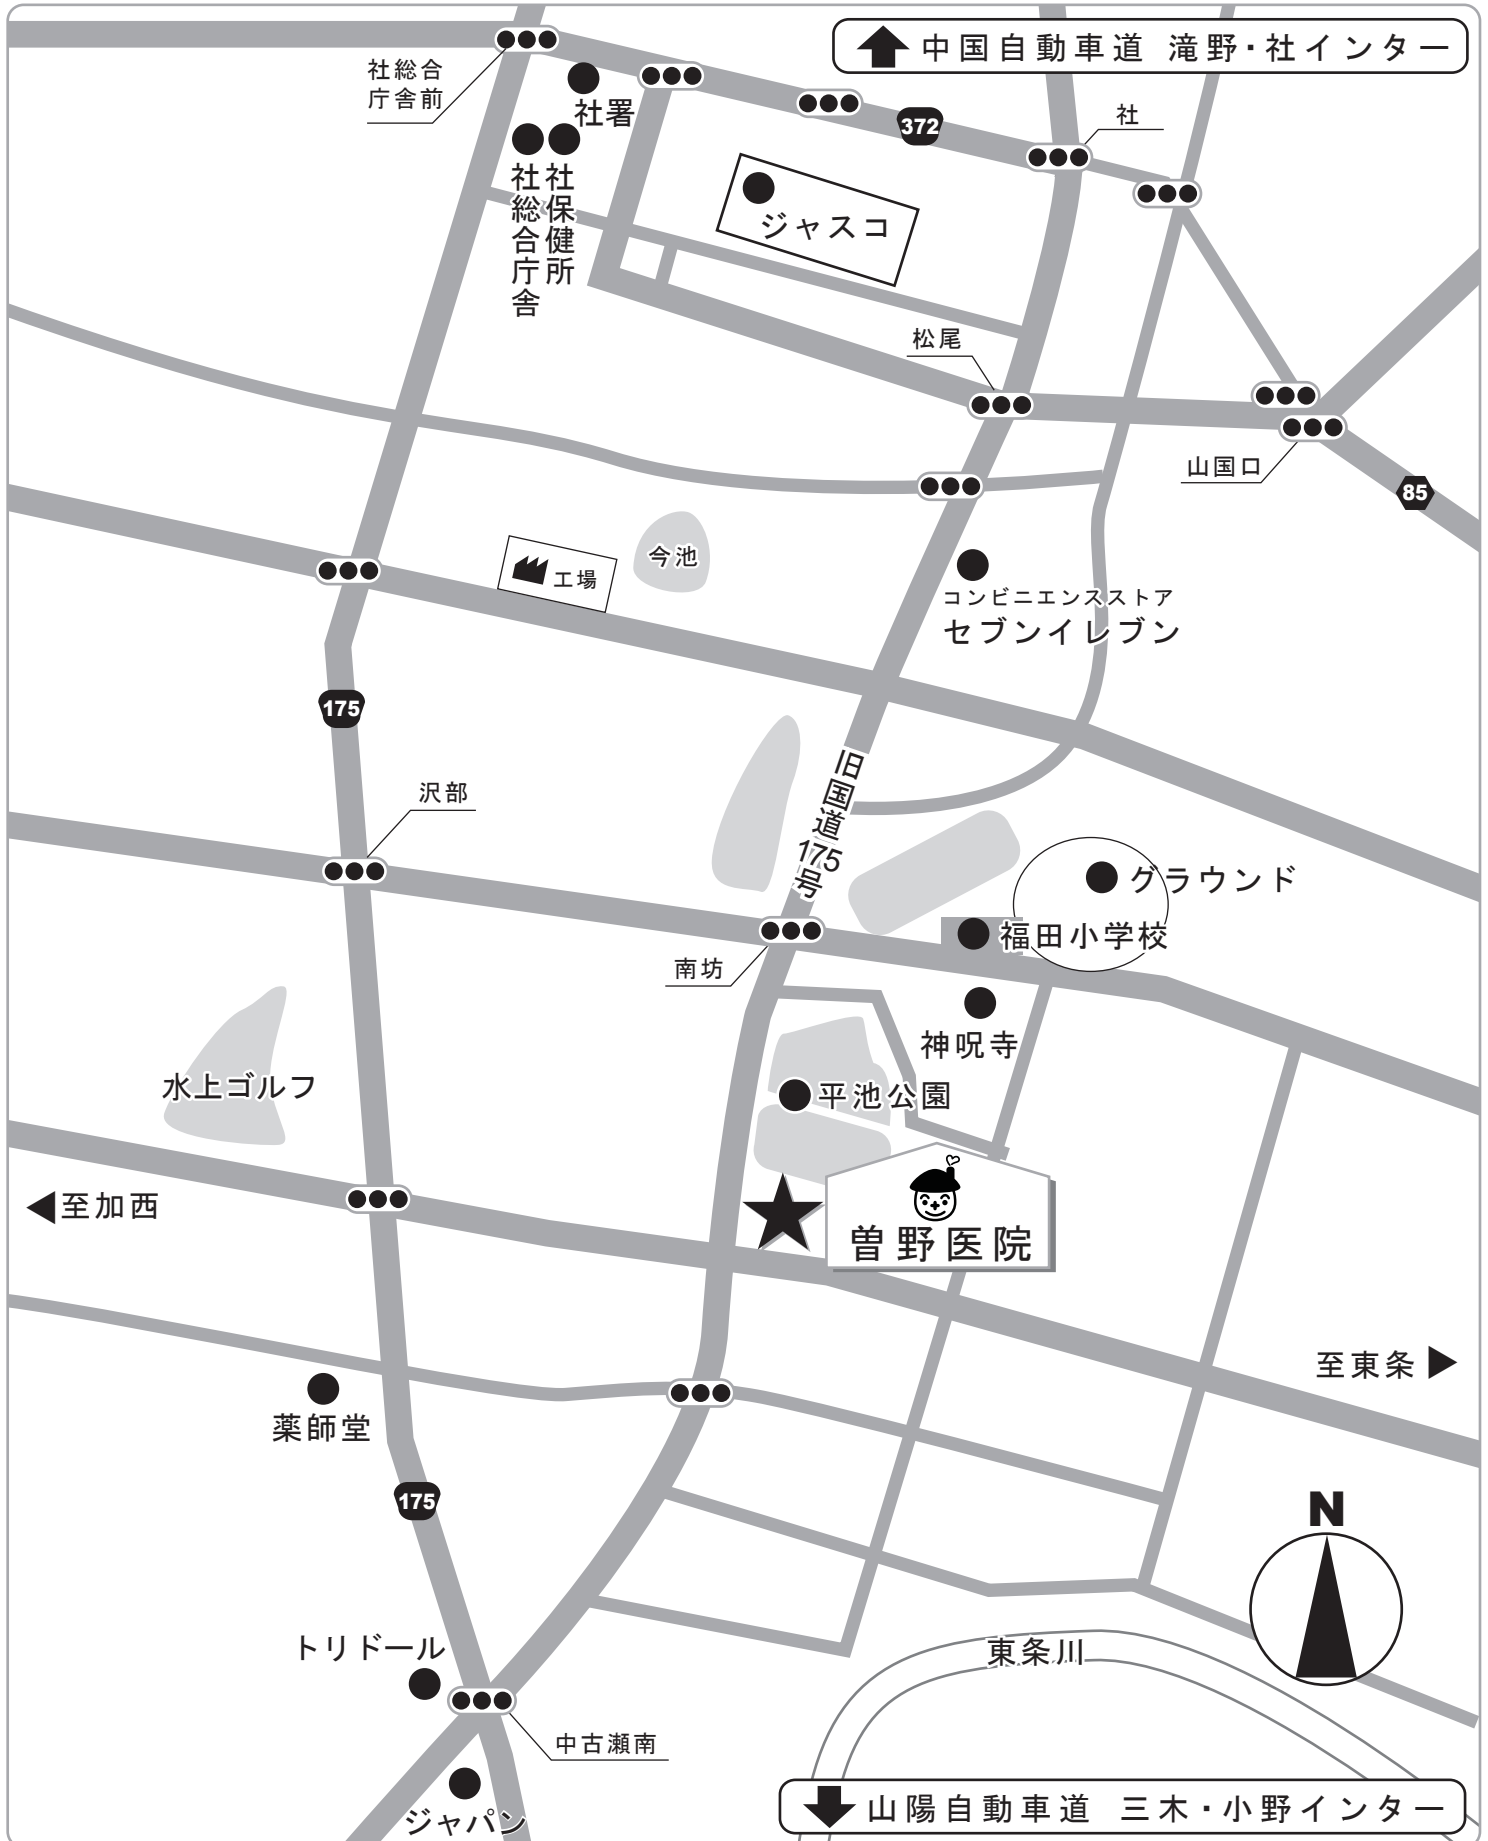 中国自動車道 滝野・社インター
社総合
庁舎前
社署
372
社
社保健所
社総合庁舎
ジャスコ
松尾
山国口
85
今池
工場
コンビニエンスストア
セブンイレブン
175
旧国道175号
沢部
グラウンド
福田小学校
南坊
神呪寺
水上ゴルフ
平池公園
至加西
曽野医院
至東条
薬師堂
175
N
トリドール
東条川
中古瀬南
ジャパン
山陽自動車道 三木・小野インター